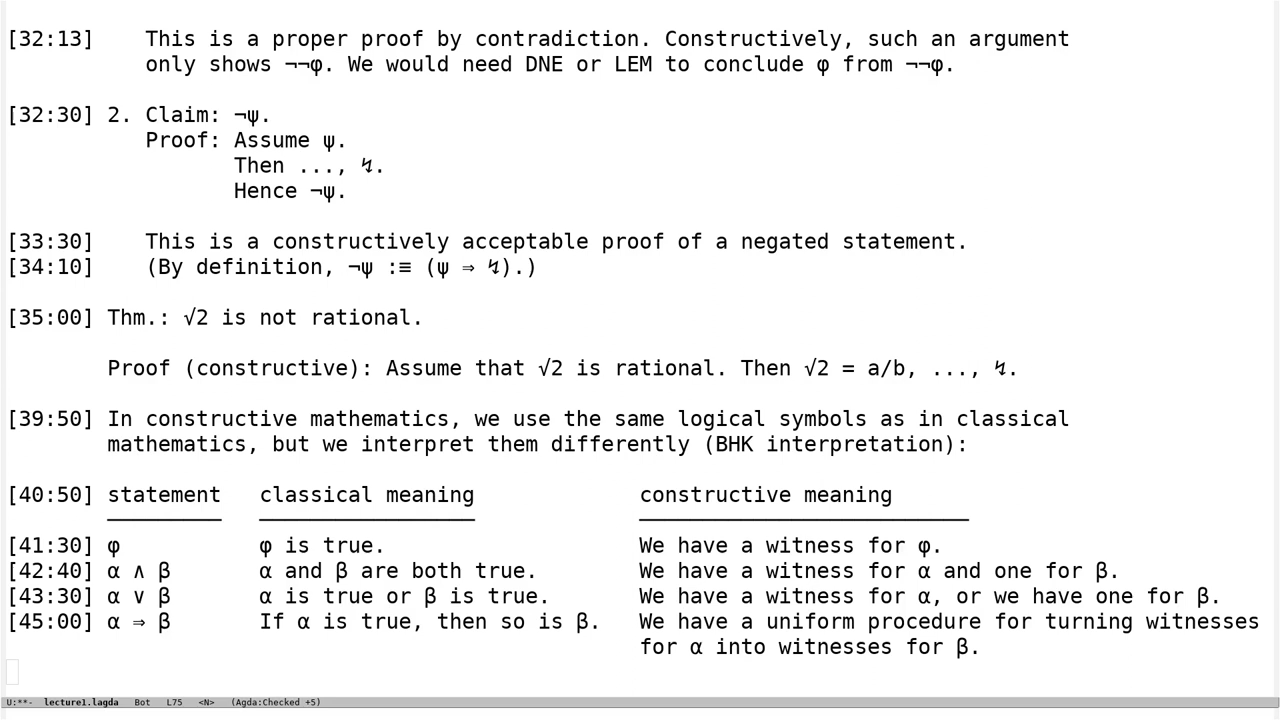 [32:13]    This is a proper proof by contradiction. Constructively, such an argument
           only shows ¬¬φ. We would need DNE or LEM to conclude φ from ¬¬φ.
[32:30] 2. Claim: ¬ψ.
           Proof: Assume ψ.
                  Then ..., ↯.
                  Hence ¬ψ.
[33:30]    This is a constructively acceptable proof of a negated statement.
[34:10]    (By definition, ¬ψ :≡ (ψ ⇒ ↯).)
[35:00] Thm.: √2 is not rational.
        Proof (constructive): Assume that √2 is rational. Then √2 = a/b, ..., ↯.
[39:50] In constructive mathematics, we use the same logical symbols as in classical
        mathematics, but we interpret them differently (BHK interpretation):
[40:50] statement   classical meaning             constructive meaning
[41:30] φ           φ is true.                    We have a witness for φ.
[42:40] α ∧ β       α and β are both true.        We have a witness for α and one for β.
[43:30] α ∨ β       α is true or β is true.       We have a witness for α, or we have one for β.
[45:00] α ⇒ β       If α is true, then so is β.   We have a uniform procedure for turning witnesses
                                                  for α into witnesses for β.
U:**-  lecture1.lagda   Bot   L75   <N>   (Agda:Checked +5)